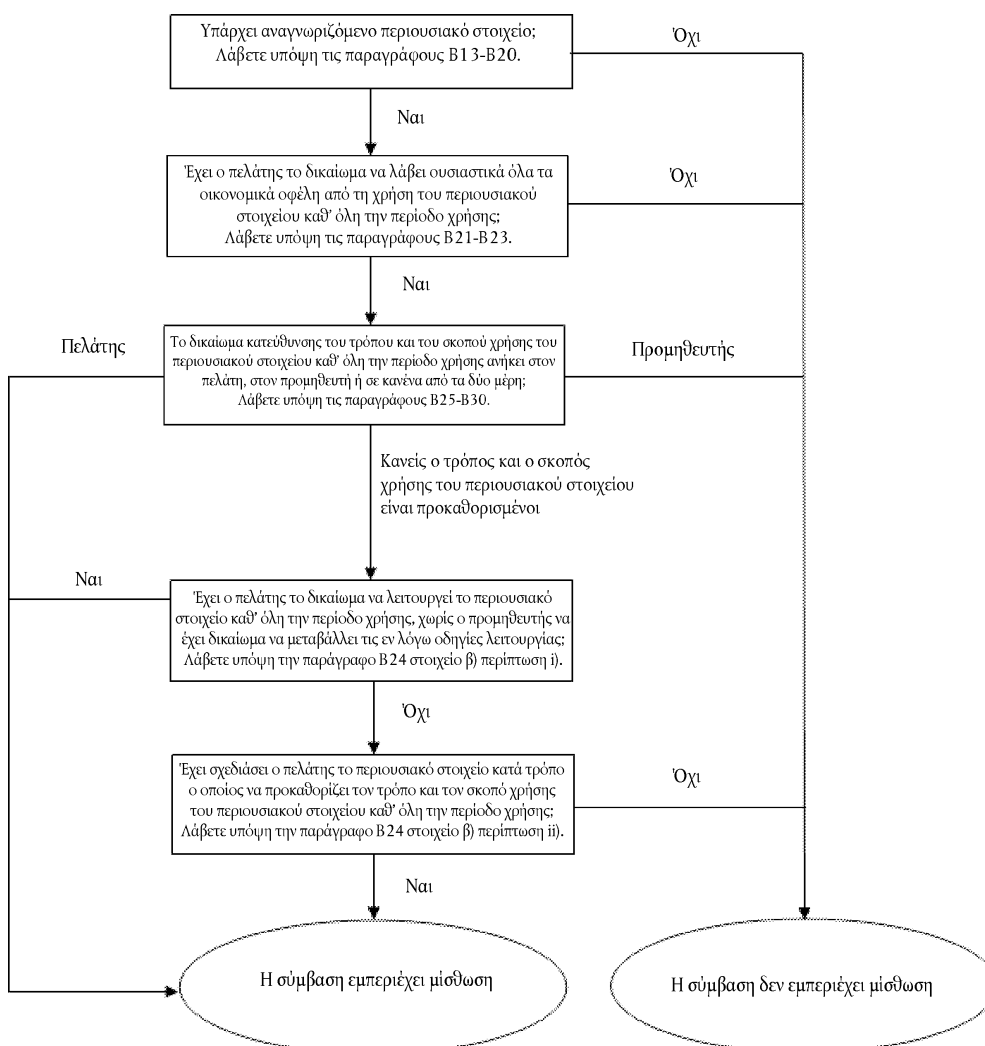 Υπάρχει αναγνωριζόμενο περιουσιακό στοιχείο;
Λάβετε υπόψη τις παραγράφους B13-B20.
Όχι
Ναι
Έχει ο πελάτης το δικαίωμα να λάβει ουσιαστικά όλα τα
οικονομικά οφέλη από τη χρήση του περιουσιακού
στοιχείου καθ’ όλη την περίοδο χρήσης;
Λάβετε υπόψη τις παραγράφους B21-B23.
Όχι
Ναι
Πελάτης
Το δικαίωμα κατεύθυνσης του τρόπου και του σκοπού χρήσης του
περιουσιακού στοιχείου καθ’ όλη την περίοδο χρήσης ανήκει στον
πελάτη, στον προμηθευτή ή σε κανένα από τα δύο μέρη;
Λάβετε υπόψη τις παραγράφους B25-B30.
Προμηθευτής
Κανείς ο τρόπος και ο σκοπός
χρήσης του περιουσιακού στοιχείου
είναι προκαθορισμένοι
Ναι
Έχει ο πελάτης το δικαίωμα να λειτουργεί το περιουσιακό
στοιχείο καθ’ όλη την περίοδο χρήσης, χωρίς ο προμηθευτής να
έχει δικαίωμα να μεταβάλλει τις εν λόγω οδηγίες λειτουργίας;
Λάβετε υπόψη την παράγραφο B24 στοιχείο β) περίπτωση i).
Όχι
Έχει σχεδιάσει ο πελάτης το περιουσιακό στοιχείο κατά τρόπο
ο οποίος να προκαθορίζει τον τρόπο και τον σκοπό χρήσης
του περιουσιακού στοιχείου καθ’ όλη την περίοδο χρήσης;
Λάβετε υπόψη την παράγραφο B24 στοιχείο β) περίπτωση ii).
Όχι
Ναι
Η σύμβαση εμπεριέχει μίσθωση
Η σύμβαση δεν εμπεριέχει μίσθωση